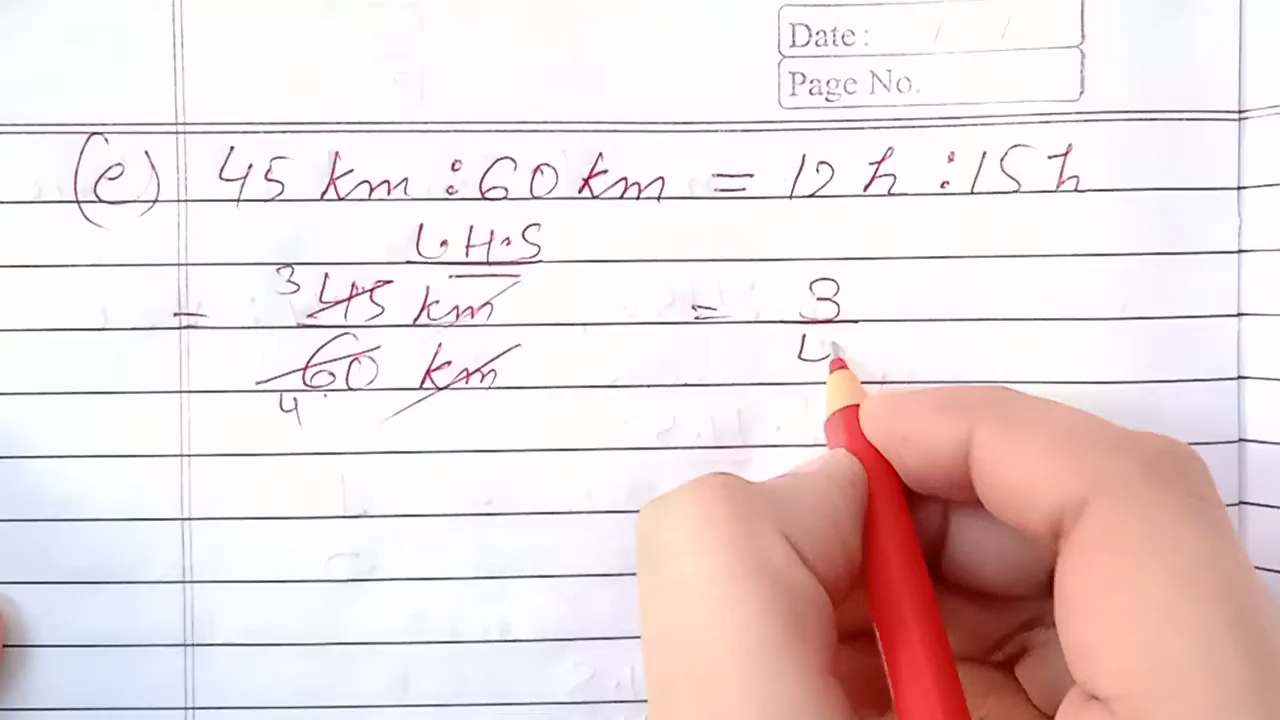 Date: / /
Page No.
(e) 45 km : 60 km = 12 h : 15 h
L.H.S
= 3 45 km = 3
60 km 4
4